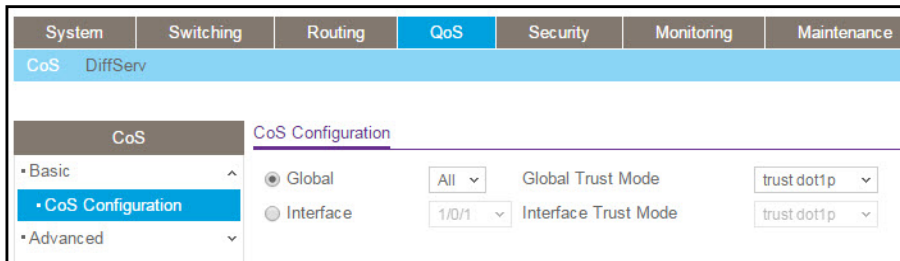 System Switching Routing QoS Security Monitoring Maintenance
CoS DiffServ
CoS
CoS Configuration
Basic
Global All Global Trust Mode trust dot1p
CoS Configuration
Interface 1/0/1 Interface Trust Mode trust dot1p
Advanced